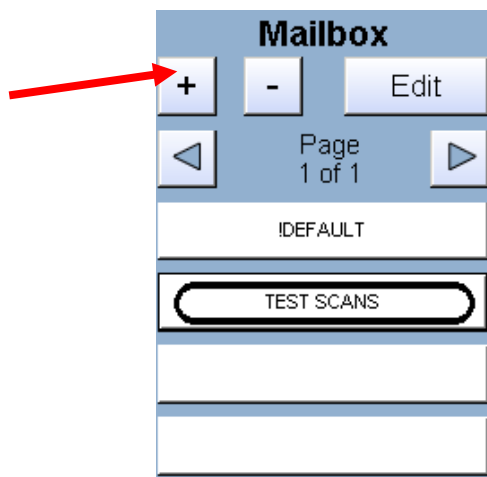 Mailbox
+ - Edit
Page
1 of 1
!DEFAULT
TEST SCANS